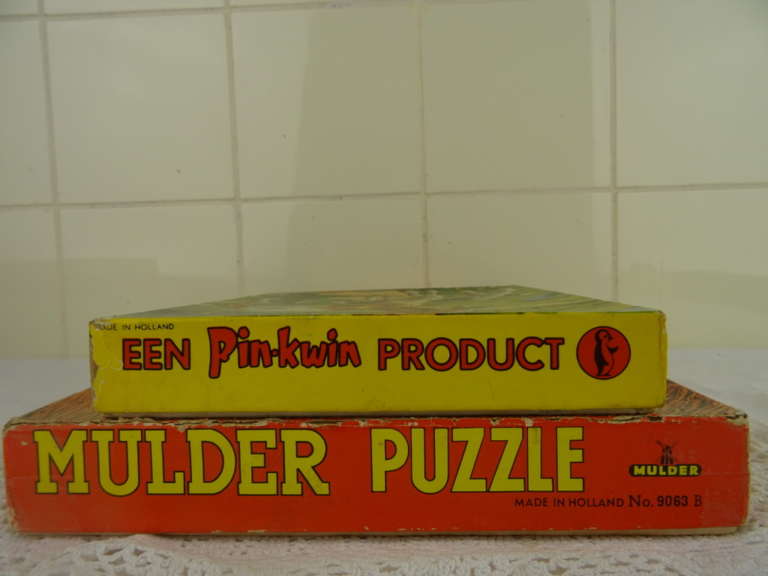 MADE IN HOLLAND
EEN Pin-kwin PRODUCT
MULDER PUZZLE
MULDER
MADE IN HOLLAND No. 9063 B